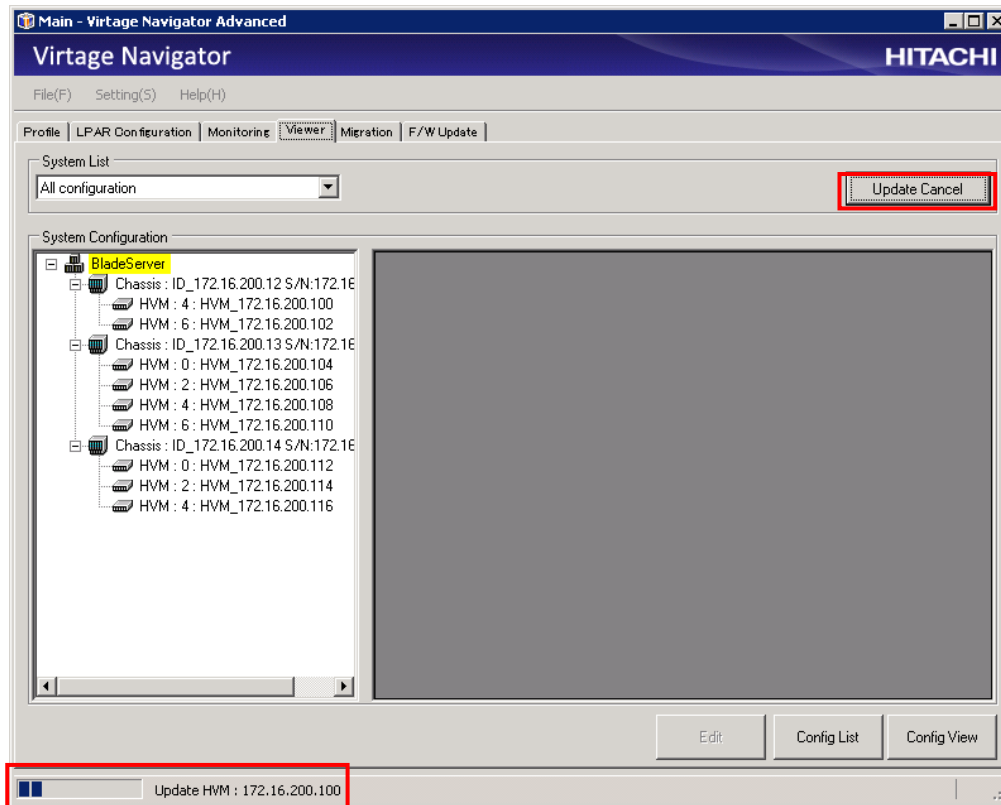 Main - Virtage Navigator Advanced
Virtage Navigator
HITACHI
File(F) Setting(S) Help(H)
Profile LPAR Configuration Monitoring Viewer Migration F/W Update
System List
All configuration
Update Cancel
System Configuration
BladeServer
Chassis : ID_172.16.200.12 S/N:172.16
HVM : 4 : HVM_172.16.200.100
HVM : 6 : HVM_172.16.200.102
Chassis : ID_172.16.200.13 S/N:172.16
HVM : 0 : HVM_172.16.200.104
HVM : 2 : HVM_172.16.200.106
HVM : 4 : HVM_172.16.200.108
HVM : 6 : HVM_172.16.200.110
Chassis : ID_172.16.200.14 S/N:172.16
HVM : 0 : HVM_172.16.200.112
HVM : 2 : HVM_172.16.200.114
HVM : 4 : HVM_172.16.200.116
Edit Config List Config View
Update HVM : 172.16.200.100